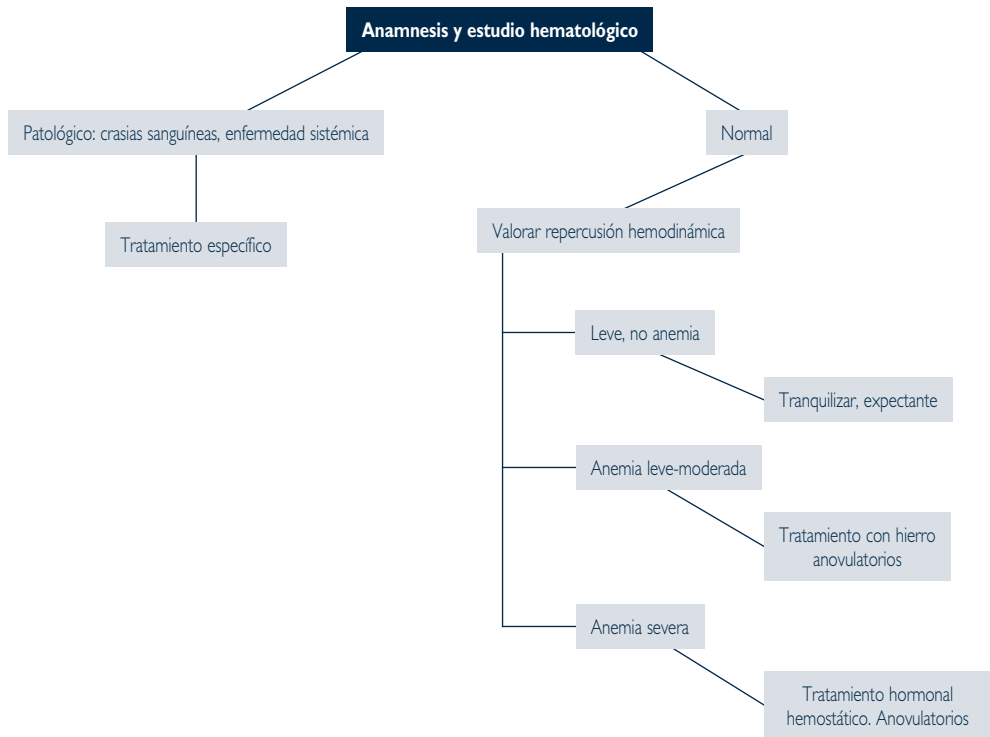 Anamnesis y estudio hematológico
Patológico: crasias sanguíneas, enfermedad sistémica
Normal
Tratamiento específico
Valorar repercusión hemodinámica
Leve, no anemia
Tranquilizar, expectante
Anemia leve-moderada
Tratamiento con hierro
anovulatorios
Anemia severa
Tratamiento hormonal
hemostático. Anovulatorios